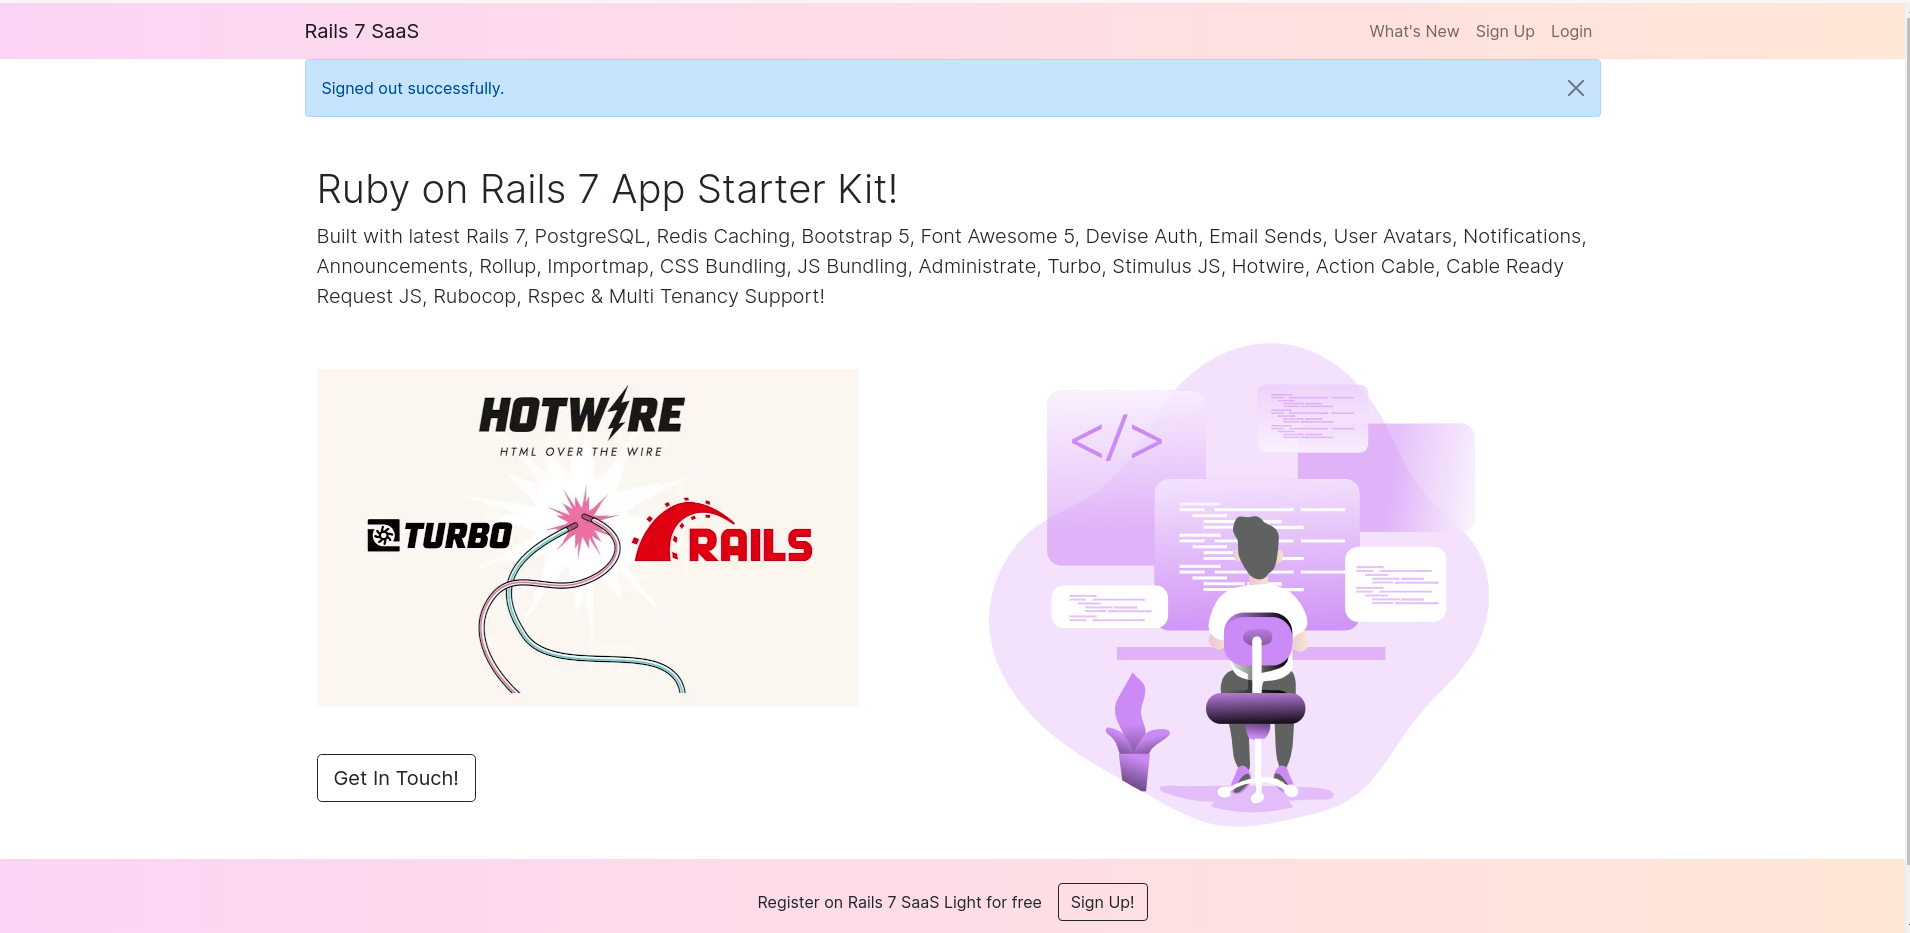 Rails 7 SaaS
What's New Sign Up Login
Signed out successfully.
Ruby on Rails 7 App Starter Kit!
Built with latest Rails 7, PostgreSQL, Redis Caching, Bootstrap 5, Font Awesome 5, Devise Auth, Email Sends, User Avatars, Notifications,
Announcements, Rollup, Importmap, CSS Bundling, JS Bundling, Administrate, Turbo, Stimulus JS, Hotwire, Action Cable, Cable Ready
Request JS, Rubocop, Rspec & Multi Tenancy Support!
HOTWIRE
HTML OVER THE WIRE
TURBO
RAILS
</>
Get In Touch!
Register on Rails 7 SaaS Light for free Sign Up!